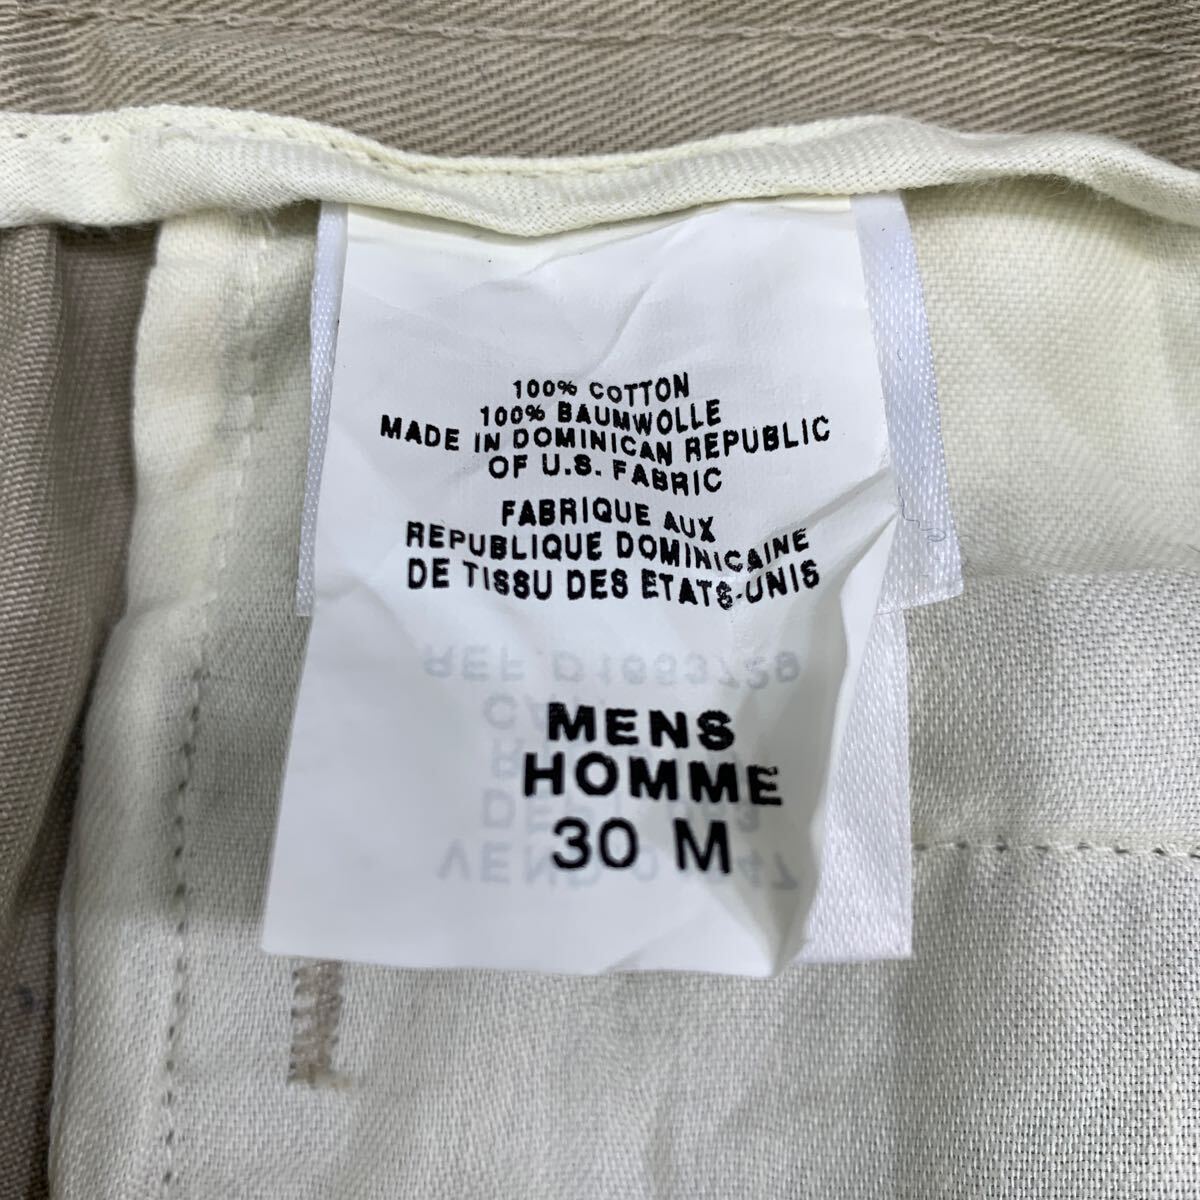 100% COTTON
100% BAUMWOLLE
MADE IN DOMINICAN REPUBLIC
OF U.S. FABRIC
FABRIQUE AUX
REPUBLIQUE DOMINICAINE
DE TISSU DES ETATS-UNIS
MENS
HOMME
30 M